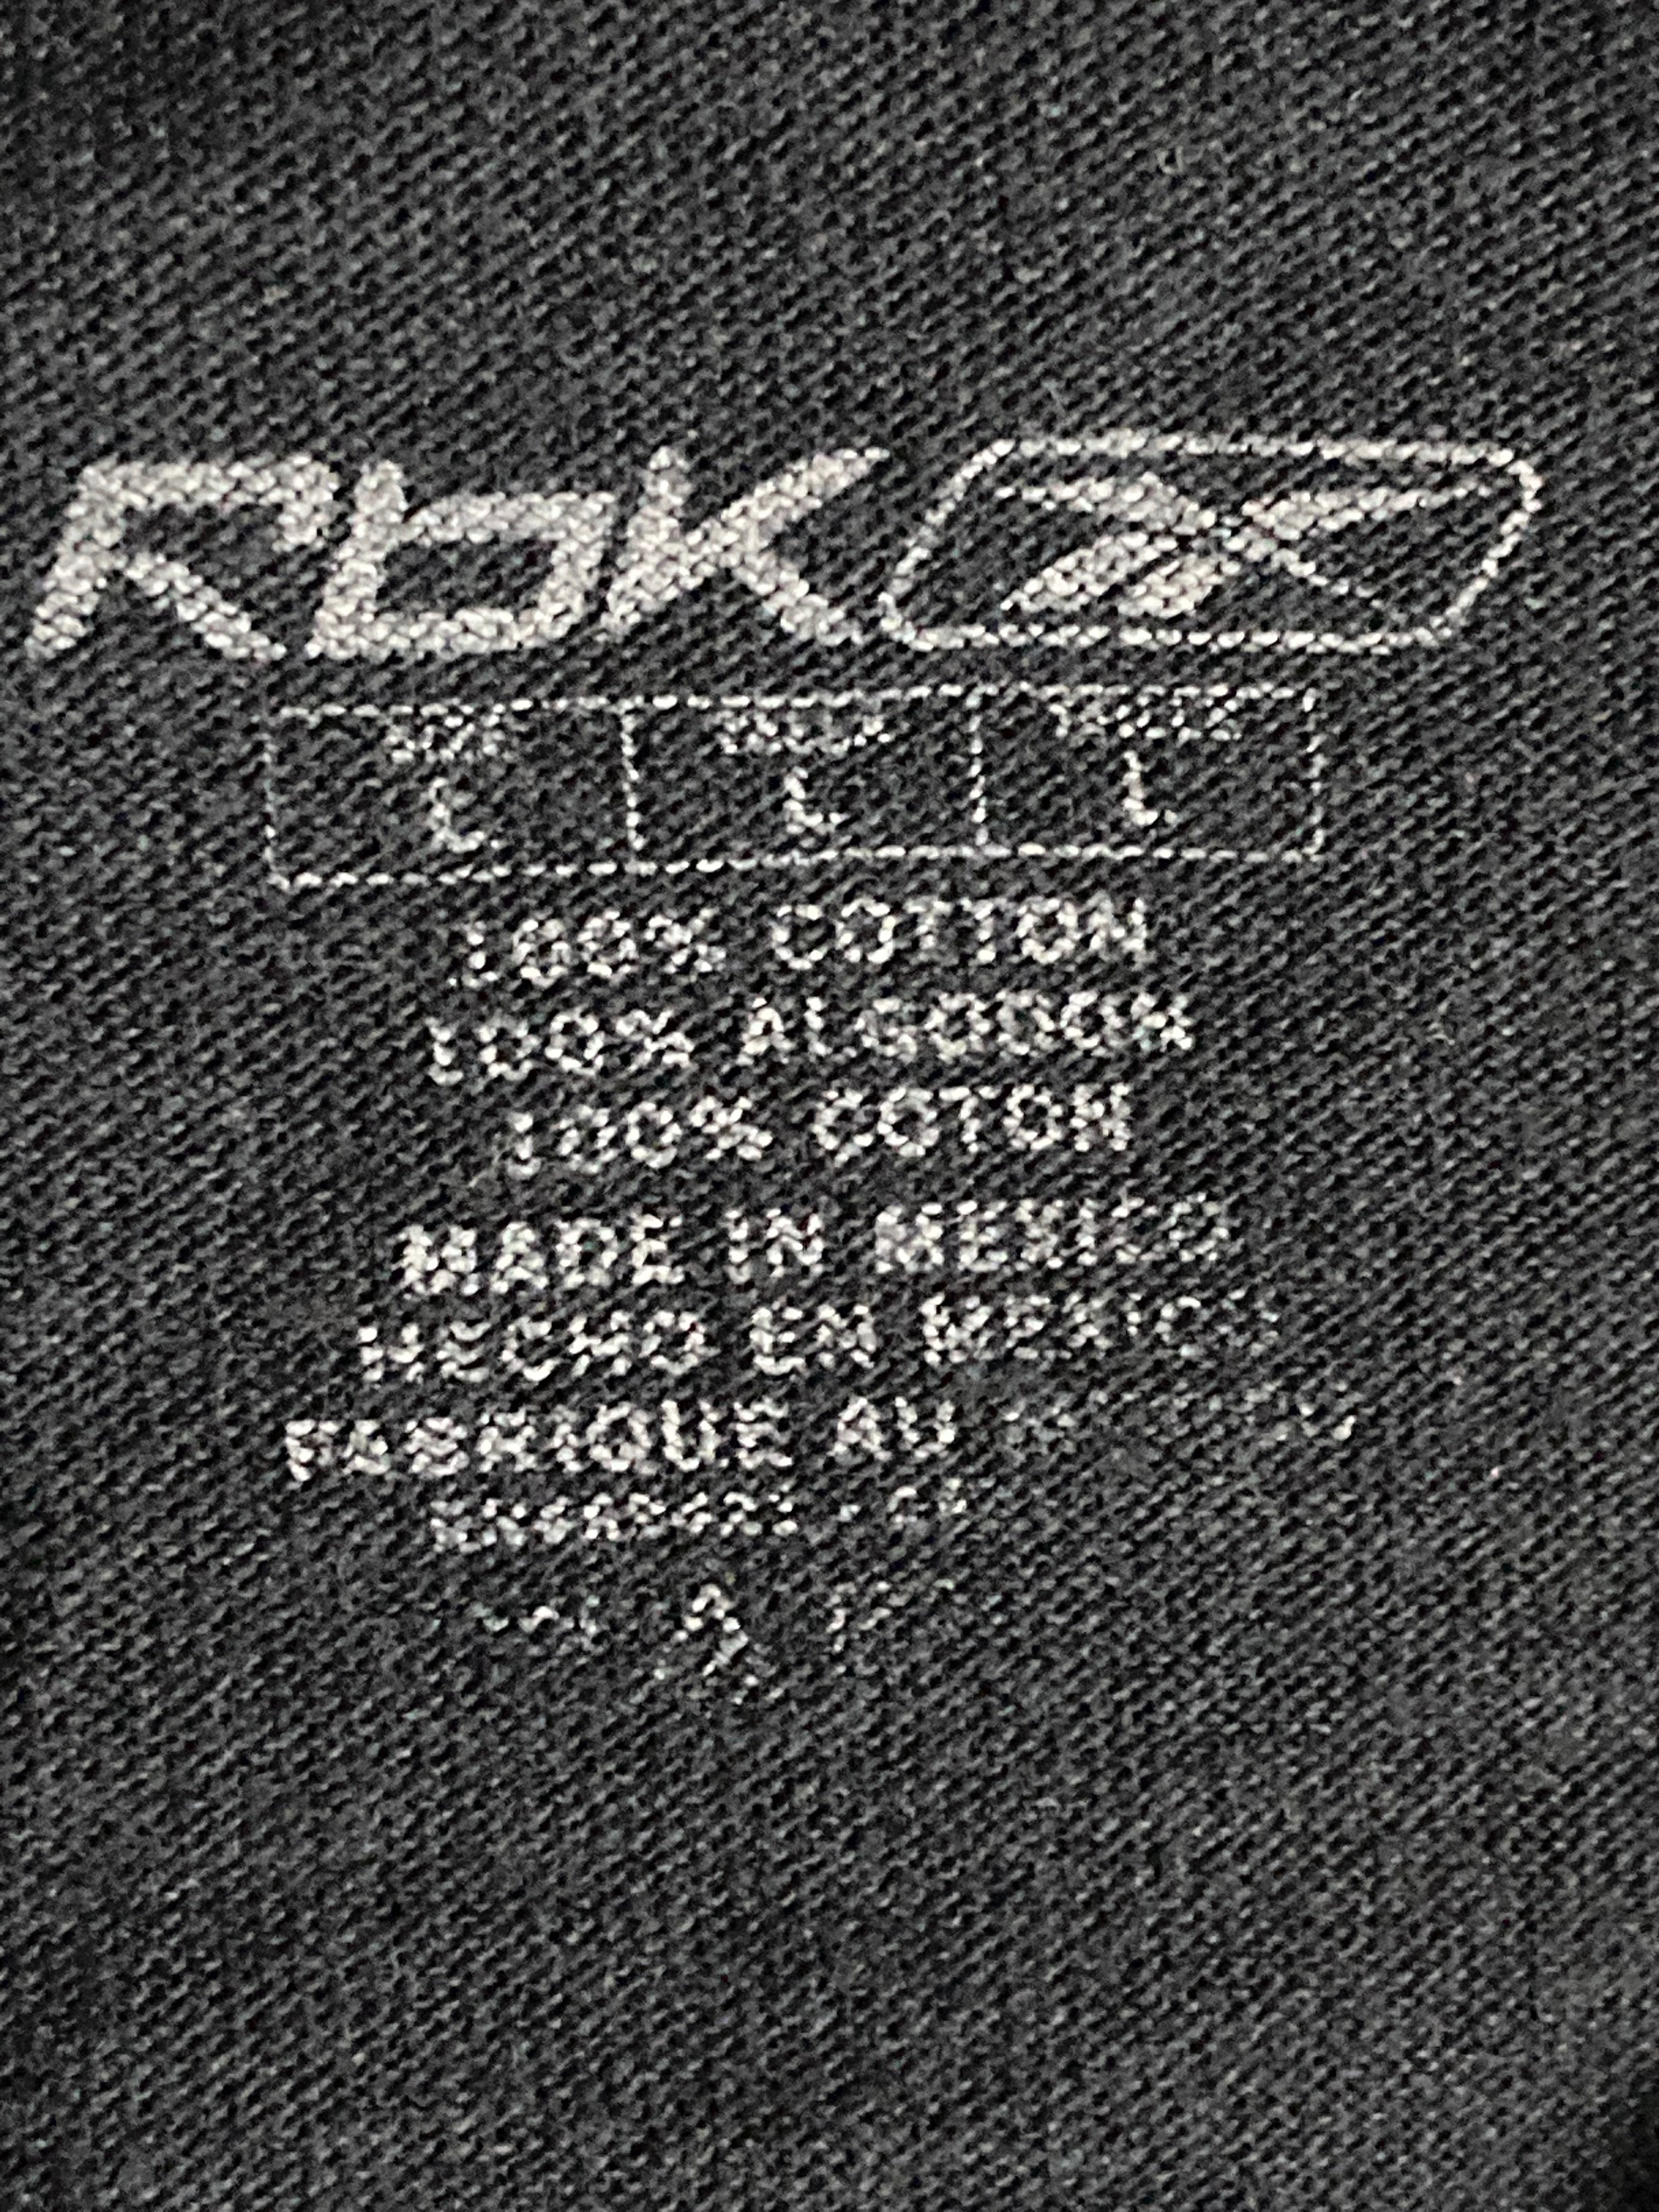 Rbk
L L L
100% COTTON
100% ALGODON
100% COTON
MADE IN MEXICO
HECHO EN MEXICO
FABRIQUE AU